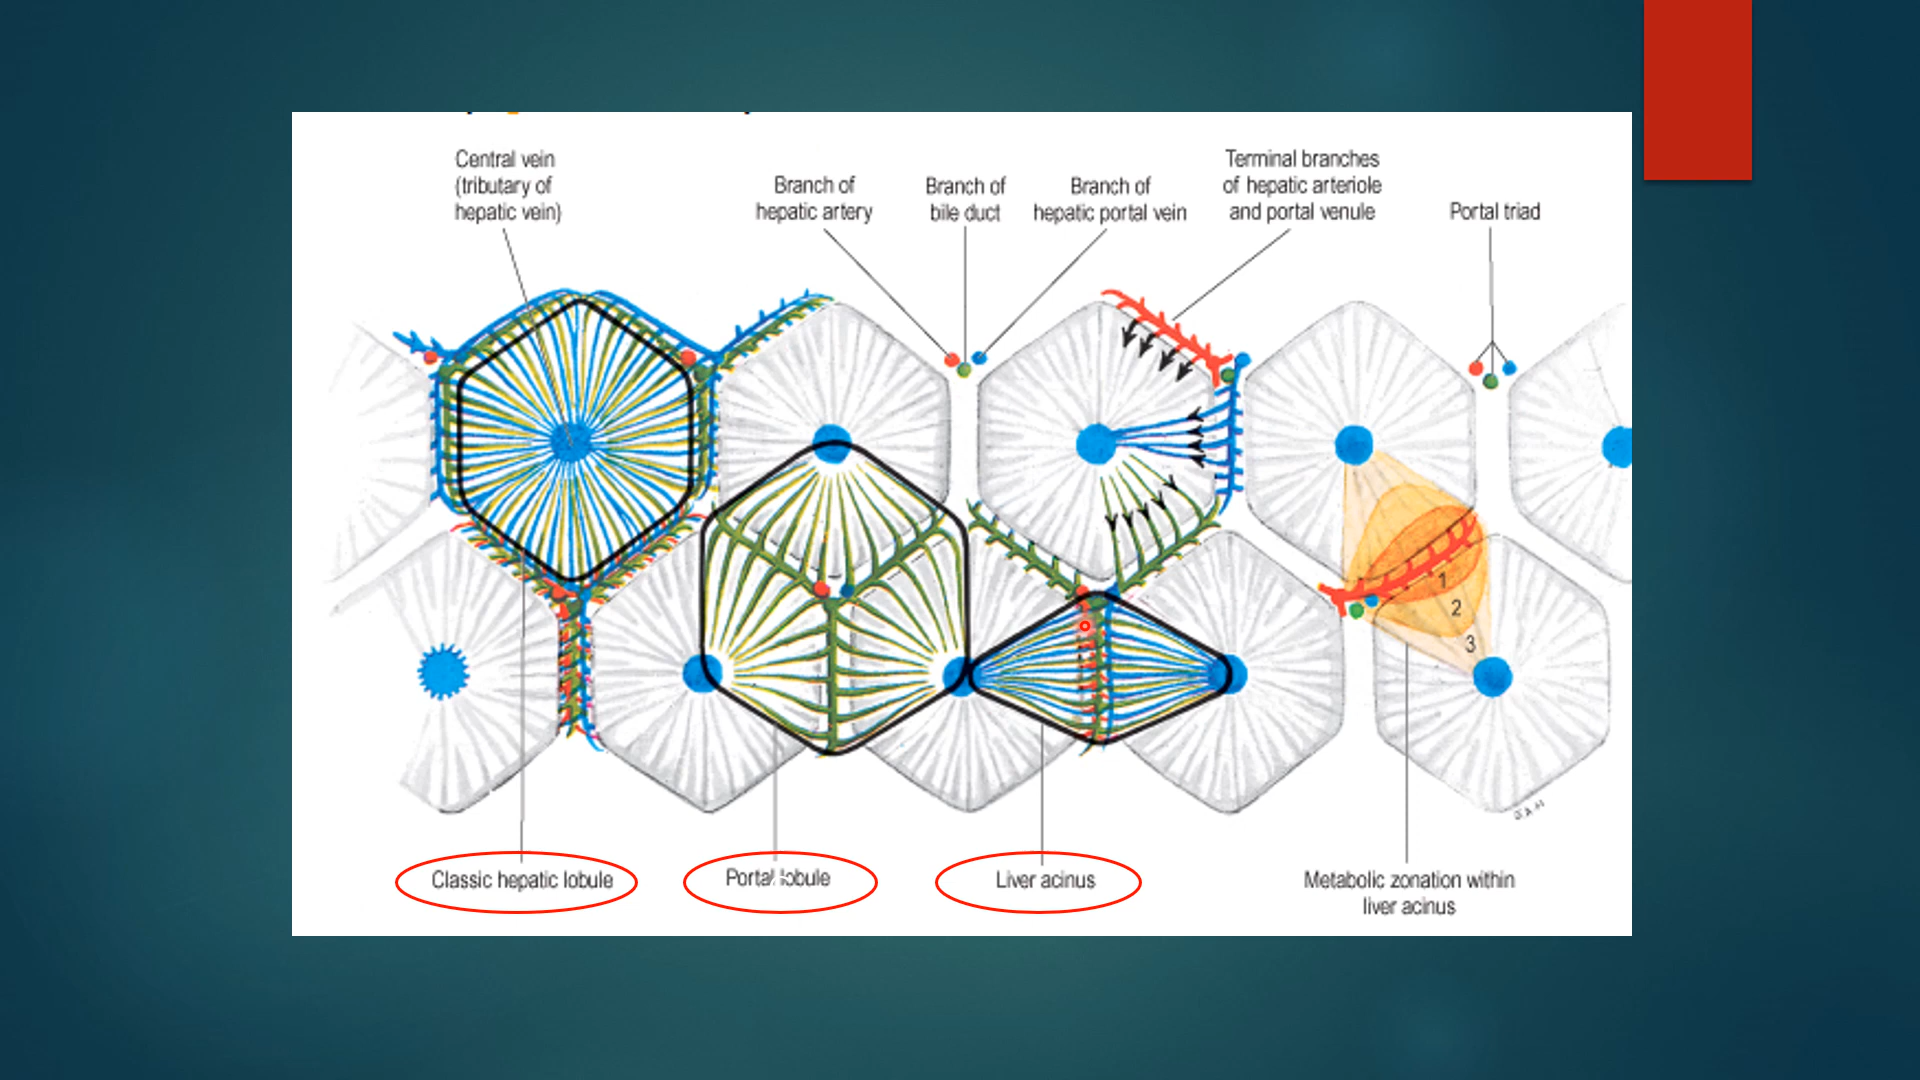 Central vein
(tributary of
hepatic vein)
Branch of
hepatic artery
Branch of
bile duct
Branch of
hepatic portal vein
Terminal branches
of hepatic arteriole
and portal venule
Portal triad
1
2
3
Classic hepatic lobule
Portal lobule
Liver acinus
Metabolic zonation within
liver acinus